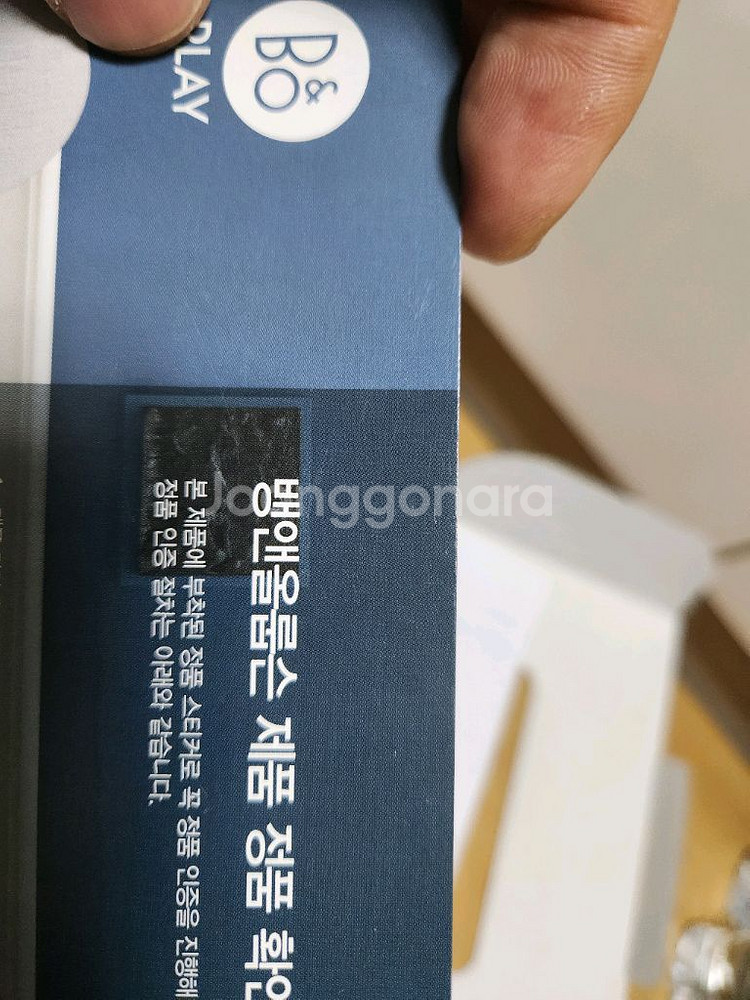 B&O
PLAY
뱅앤올룹슨 제품 정품 확인
본 제품에 부착된 정품 스티커로 꼭 정품 인증을 진행해
정품 인증 절차는 아래와 같습니다.
Joonggonara